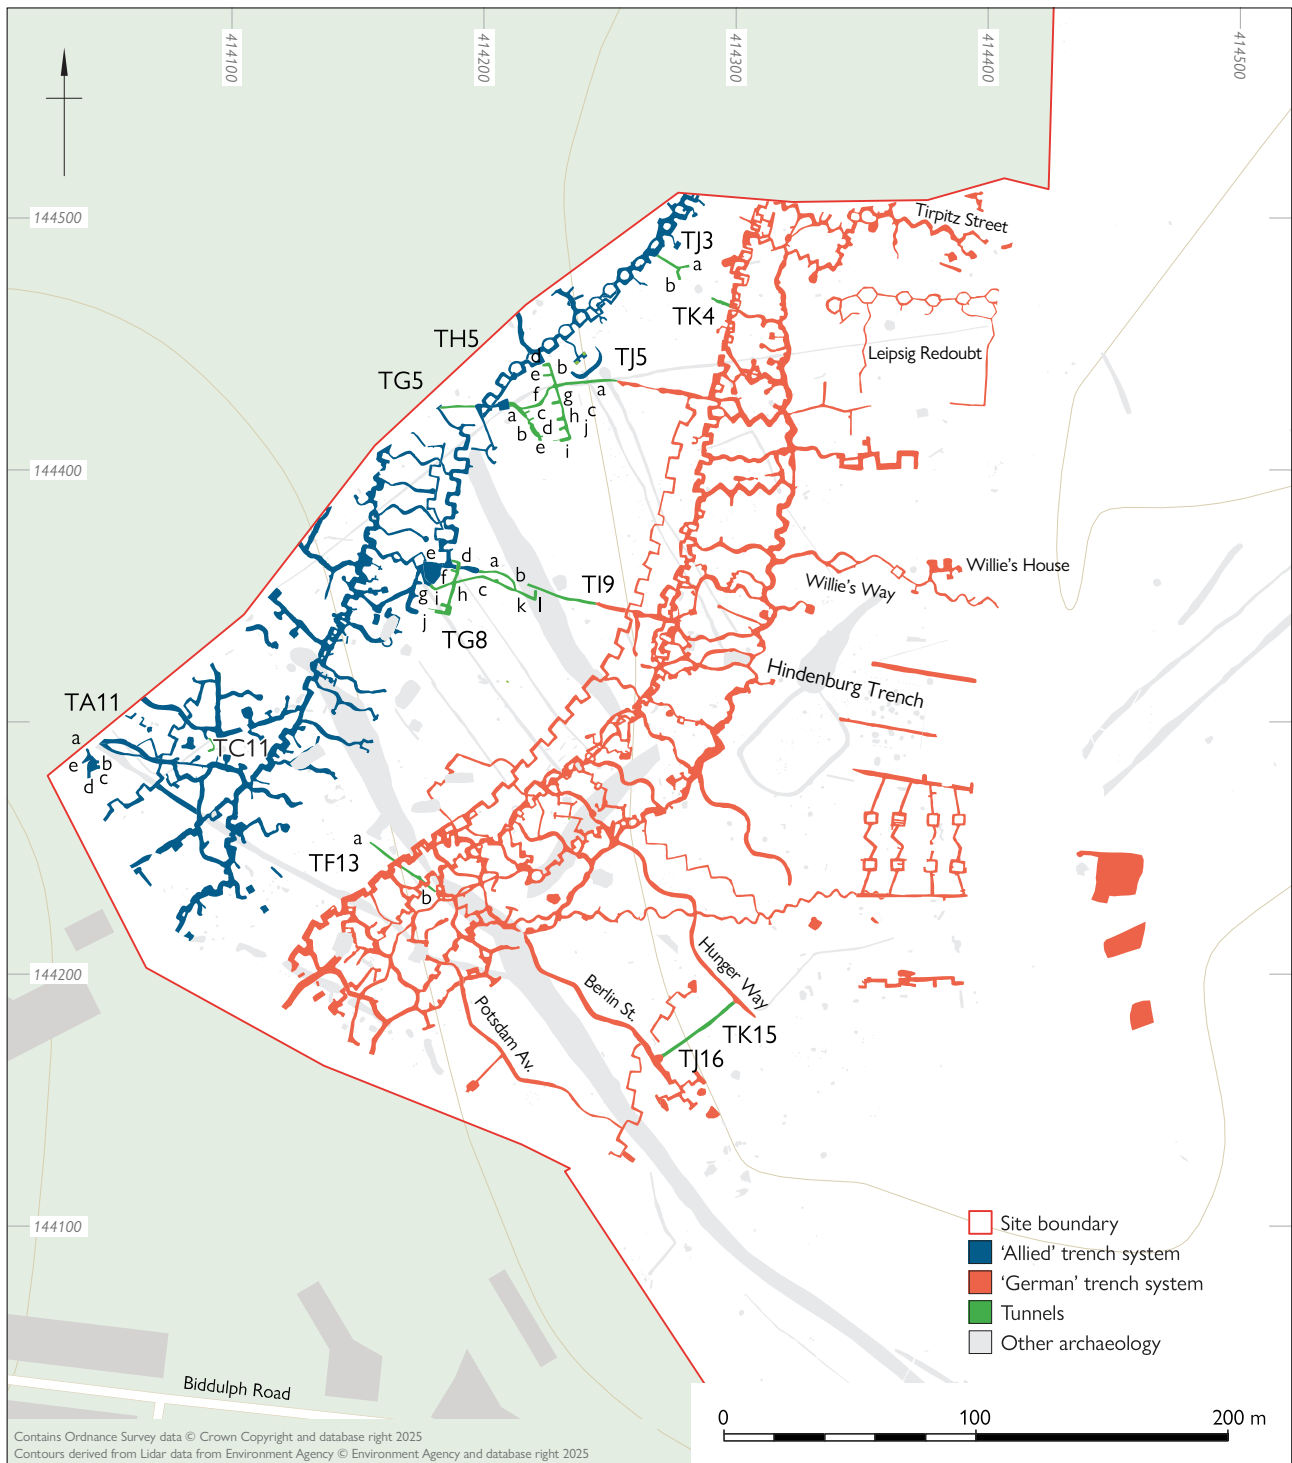 414100
414200
414300
414400
414500
144500
144400
144200
144100
Tirpitz Street
TJ3
a
b
TK4
TH5
TJ5
TG5
Leipsig Redoubt
d
b
e
a
f
g
a
c
h
c
b
d
j
e
i
Willie's House
Willie's Way
e
d
a
f
b
TI9
g
i
h
c
k
l
j
TG8
Hindenburg Trench
TA11
a
TC11
e
b
d
c
a
TF13
b
Hunger Way
Berlin St.
Potsdam Av.
TK15
TJ16
Site boundary
'Allied' trench system
'German' trench system
Tunnels
Other archaeology
Biddulph Road
0
100
200 m
Contains Ordnance Survey data © Crown Copyright and database right 2025
Contours derived from Lidar data from Environment Agency © Environment Agency and database right 2025